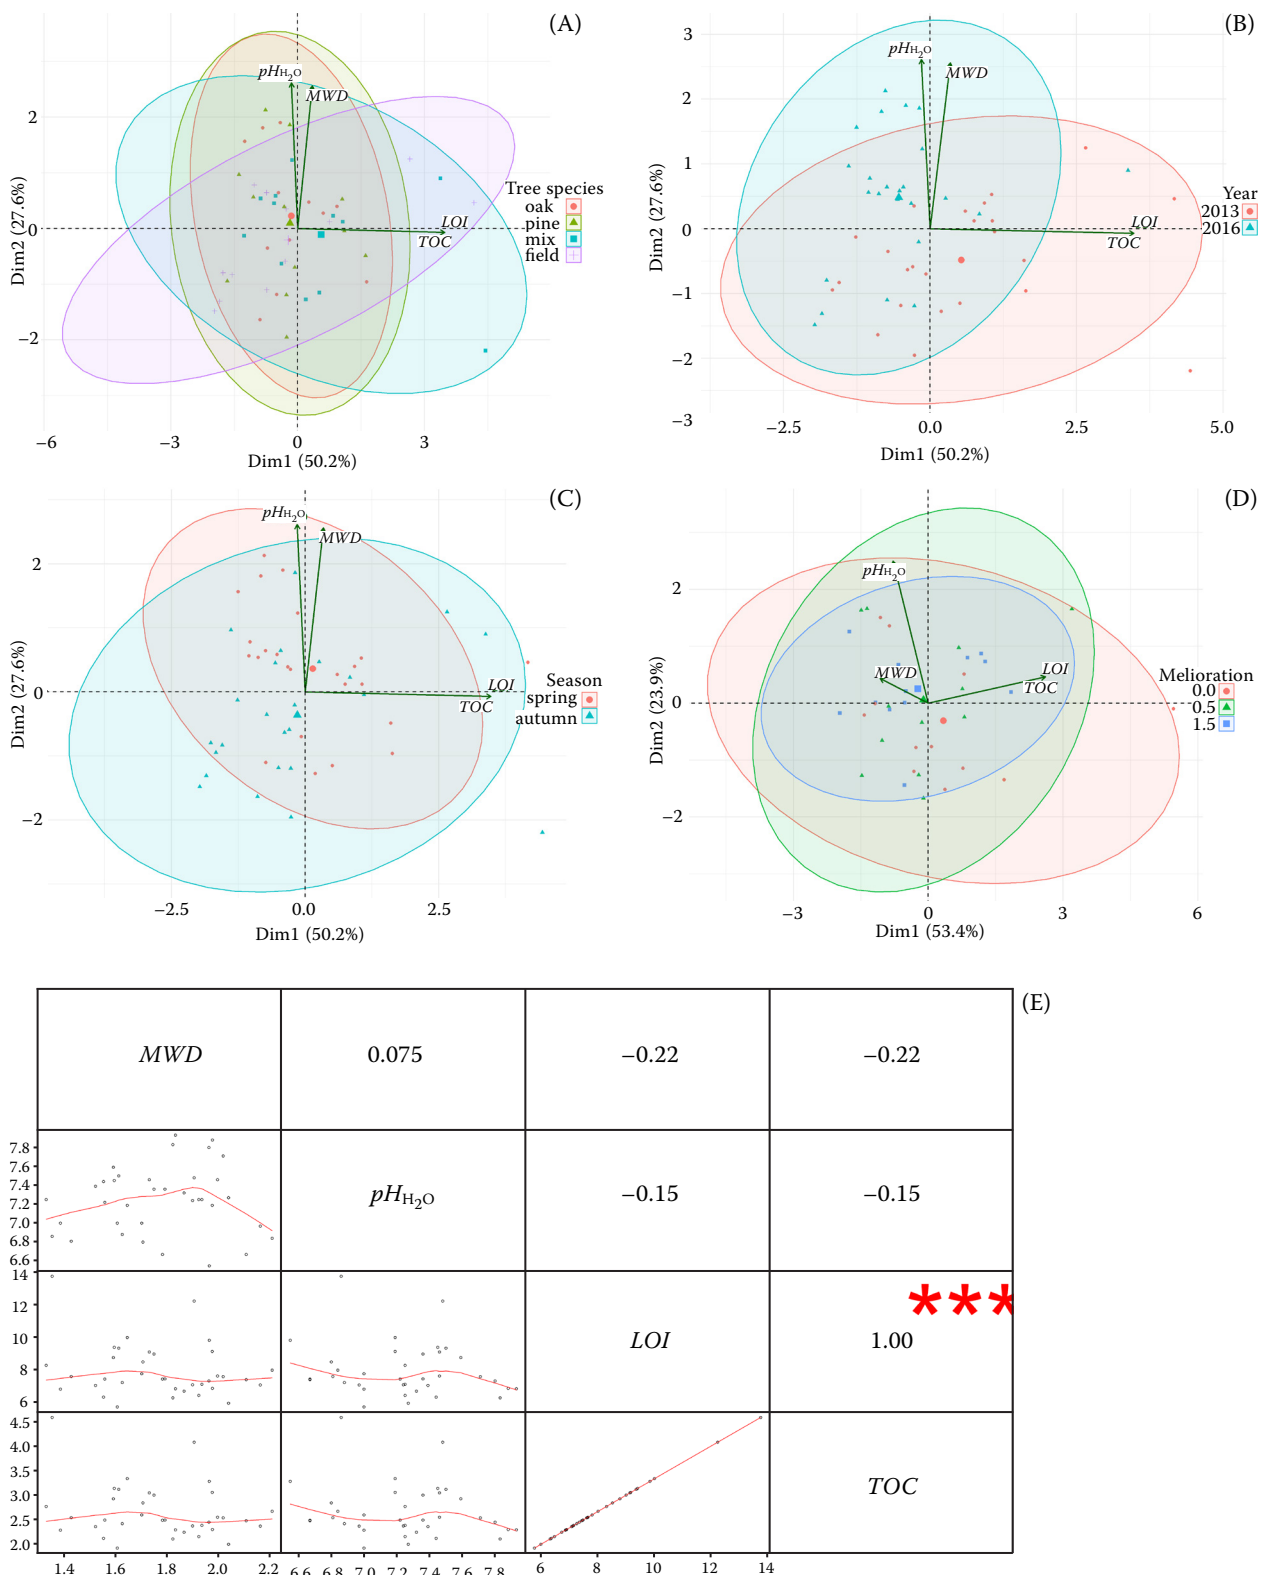 (A)
pHH2O
MWD
2
0
−2
Dim2 (27.6%)
LOI
TOC
Tree species
oak
pine
mix
field
−6
−3
0
3
Dim1 (50.2%)
(B)
3
2
1
0
−1
−2
−3
Dim2 (27.6%)
pHH2O
MWD
LOI
TOC
Year
2013
2016
−2.5
0.0
2.5
5.0
Dim1 (50.2%)
(C)
pHH2O
MWD
2
0
−2
Dim2 (27.6%)
LOI
TOC
Season
spring
autumn
−2.5
0.0
2.5
Dim1 (50.2%)
(D)
2
0
−2
Dim2 (23.9%)
pHH2O
MWD
LOI
TOC
Melioration
0.0
0.5
1.5
−3
0
3
6
Dim1 (53.4%)
(E)
MWD 0.075 −0.22 −0.22
7.8
7.6
7.4
7.2
7.0
6.8
6.6
pHH2O −0.15 −0.15
14
12
10
8
6
LOI
***
1.00
4.5
4.0
3.5
3.0
2.5
2.0
TOC
1.4 1.6 1.8 2.0 2.2 6.6 6.8 7.0 7.2 7.4 7.6 7.8 6 8 10 12 14